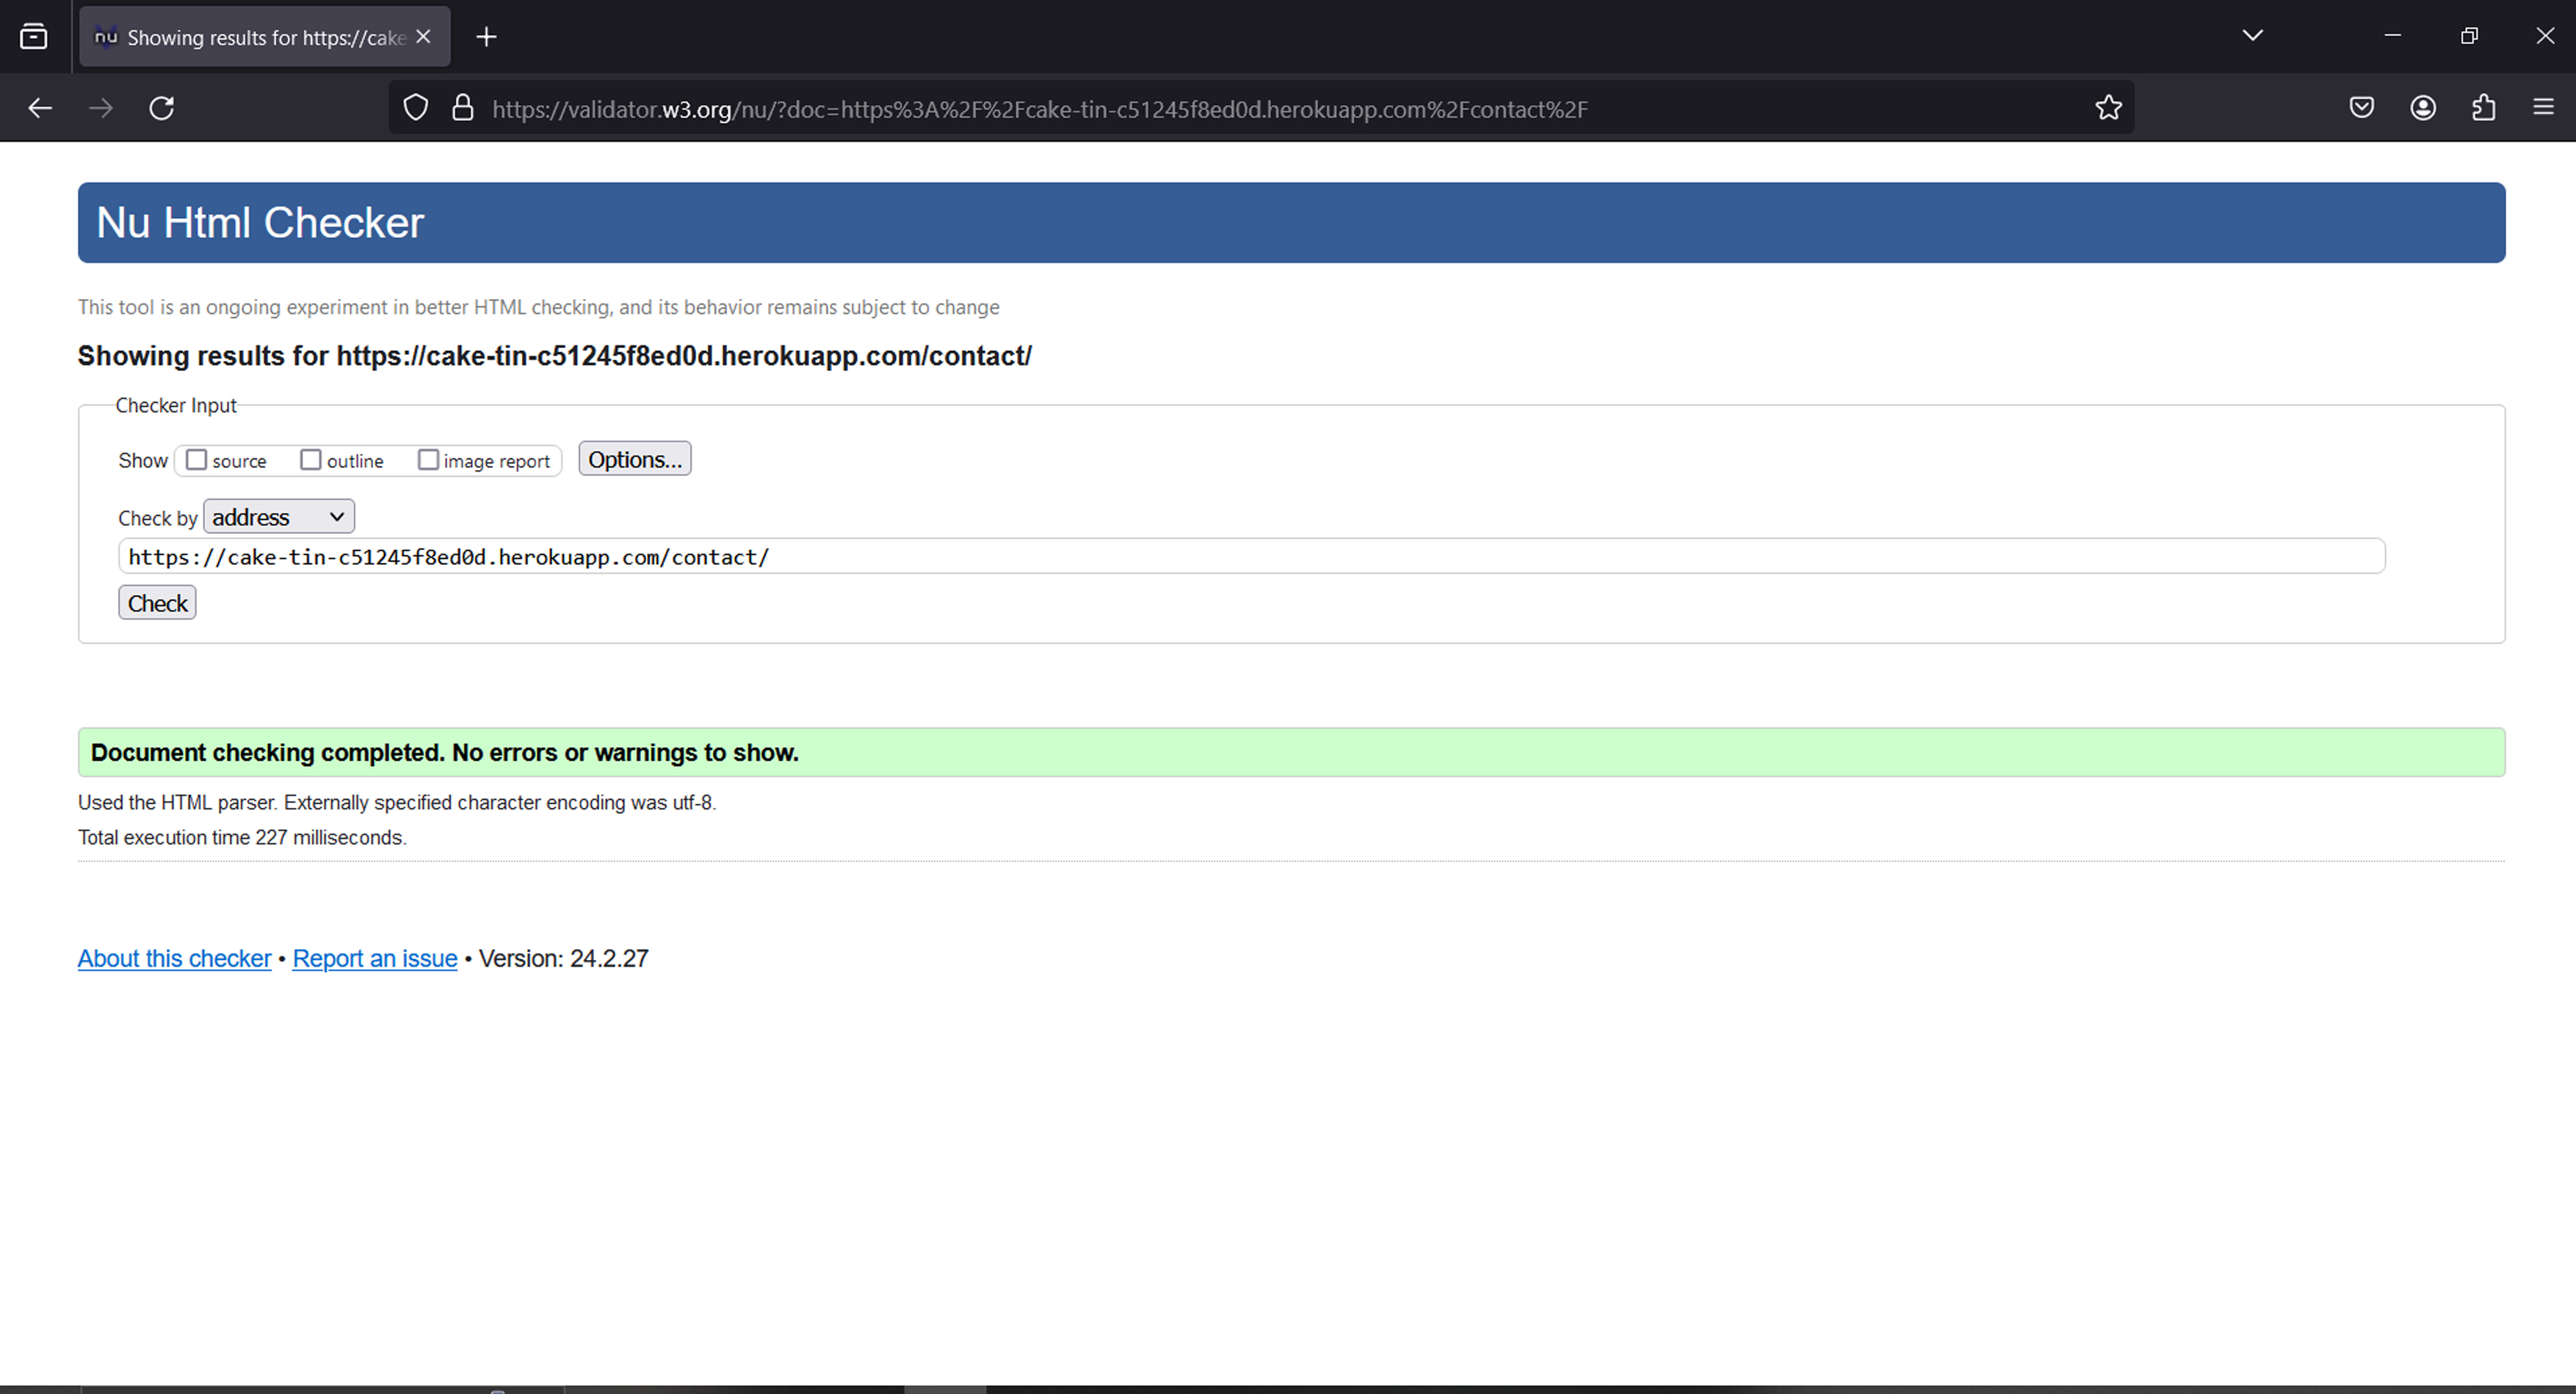 nu Showing results for https://cake
https://validator.w3.org/nu/?doc=https%3A%2F%2Fcake-tin-c51245f8ed0d.herokuapp.com%2Fcontact%2F
Nu Html Checker
This tool is an ongoing experiment in better HTML checking, and its behavior remains subject to change
Showing results for https://cake-tin-c51245f8ed0d.herokuapp.com/contact/
Checker Input
Show source outline image report Options...
Check by address
https://cake-tin-c51245f8ed0d.herokuapp.com/contact/
Check
Document checking completed. No errors or warnings to show.
Used the HTML parser. Externally specified character encoding was utf-8.
Total execution time 227 milliseconds.
About this checker • Report an issue • Version: 24.2.27